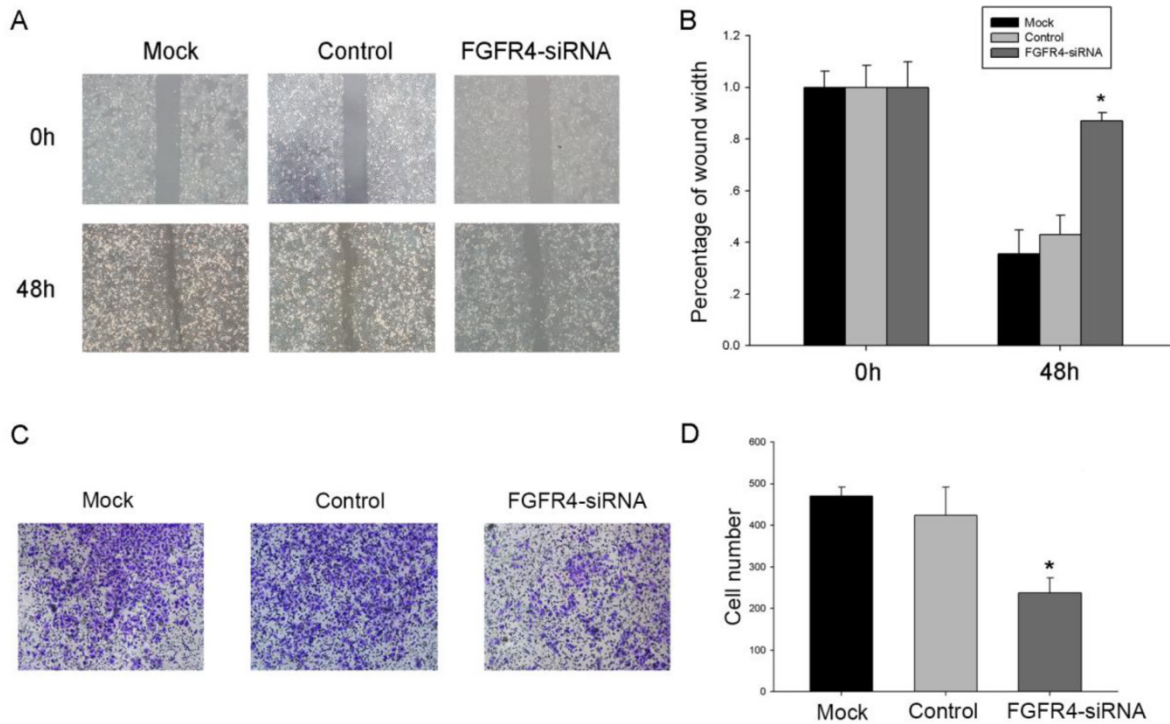 A
Mock
Control
FGFR4-siRNA
0h
48h
B
Mock
Control
FGFR4-siRNA
Percentage of wound width
1.2
1.0
.8
.6
.4
.2
0.0
*
0h
48h
C
Mock
Control
FGFR4-siRNA
D
Cell number
600
500
400
300
200
100
0
*
Mock
Control
FGFR4-siRNA